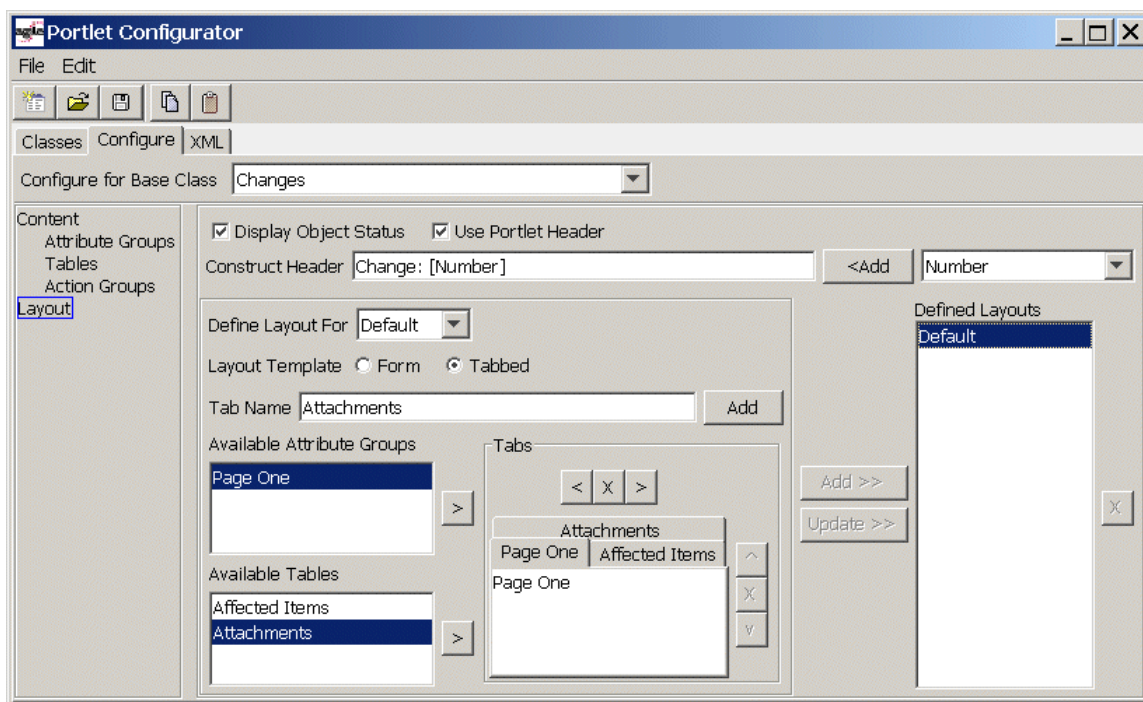 agile Portlet Configurator
File Edit
Classes Configure XML
Configure for Base Class Changes
Content
Attribute Groups
Tables
Action Groups
Layout
Display Object Status Use Portlet Header
Construct Header Change: [Number] <Add Number
Define Layout For Default
Layout Template Form Tabbed
Tab Name Attachments Add
Available Attribute Groups
Page One
>
Available Tables
Affected Items
Attachments
>
Tabs
< X >
Attachments
Page One Affected Items
Page One
^
X
v
Add >>
Update >>
Defined Layouts
Default
X